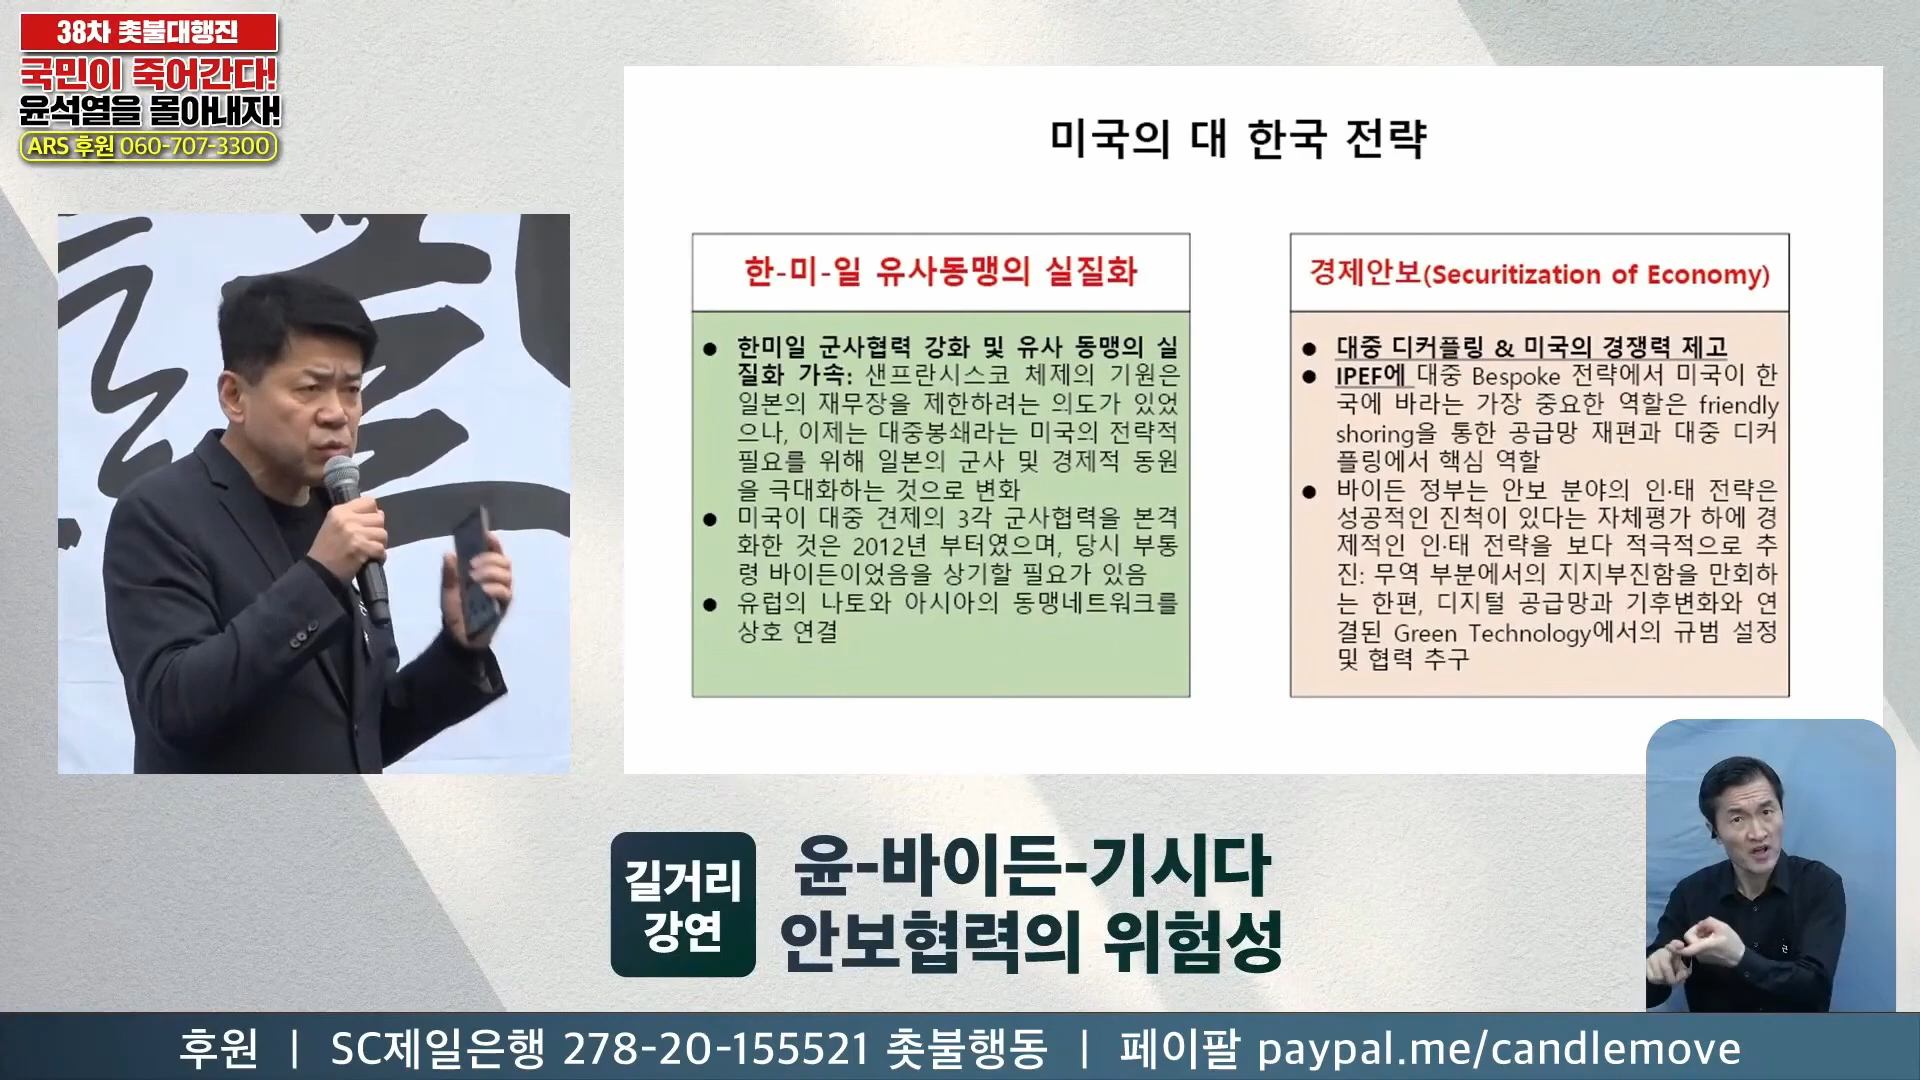 38차 촛불대행진
국민이 죽어간다!
윤석열을 몰아내자!
ARS 후원 060-707-3300
미국의 대 한국 전략
한-미-일 유사동맹의 실질화
● 한미일 군사협력 강화 및 유사 동맹의 실
질화 가속: 샌프란시스코 체제의 기원은
일본의 재무장을 제한하려는 의도가 있었
으나, 이제는 대중봉쇄라는 미국의 전략적
필요를 위해 일본의 군사 및 경제적 동원
을 극대화하는 것으로 변화
● 미국이 대중 견제의 3각 군사협력을 본격
화한 것은 2012년 부터였으며, 당시 부통
령 바이든이었음을 상기할 필요가 있음
● 유럽의 나토와 아시아의 동맹네트워크를
상호 연결
경제안보(Securitization of Economy)
● 대중 디커플링 & 미국의 경쟁력 제고
● IPEF에 대중 Bespoke 전략에서 미국이 한
국에 바라는 가장 중요한 역할은 friendly
shoring을 통한 공급망 재편과 대중 디커
플링에서 핵심 역할
● 바이든 정부는 안보 분야의 인·태 전략은
성공적인 진척이 있다는 자체평가 하에 경
제적인 인·태 전략을 보다 적극적으로 추
진: 무역 부분에서의 지지부진함을 만회하
는 한편, 디지털 공급망과 기후변화와 연
결된 Green Technology에서의 규범 설정
및 협력 추구
길거리
강연
윤-바이든-기시다
안보협력의 위험성
후원 | SC제일은행 278-20-155521 촛불행동 | 페이팔 paypal.me/candlemove